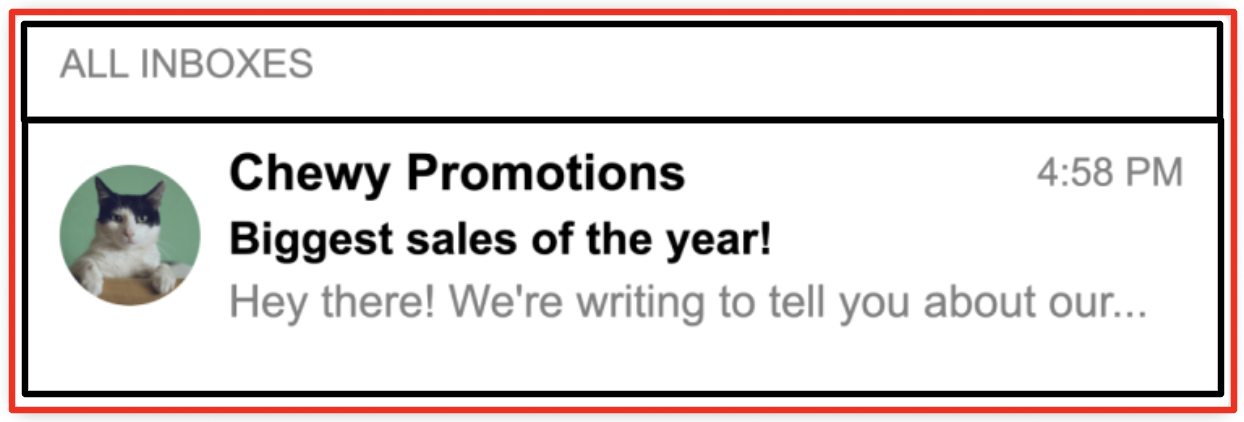 ALL INBOXES
Chewy Promotions 4:58 PM
Biggest sales of the year!
Hey there! We're writing to tell you about our...